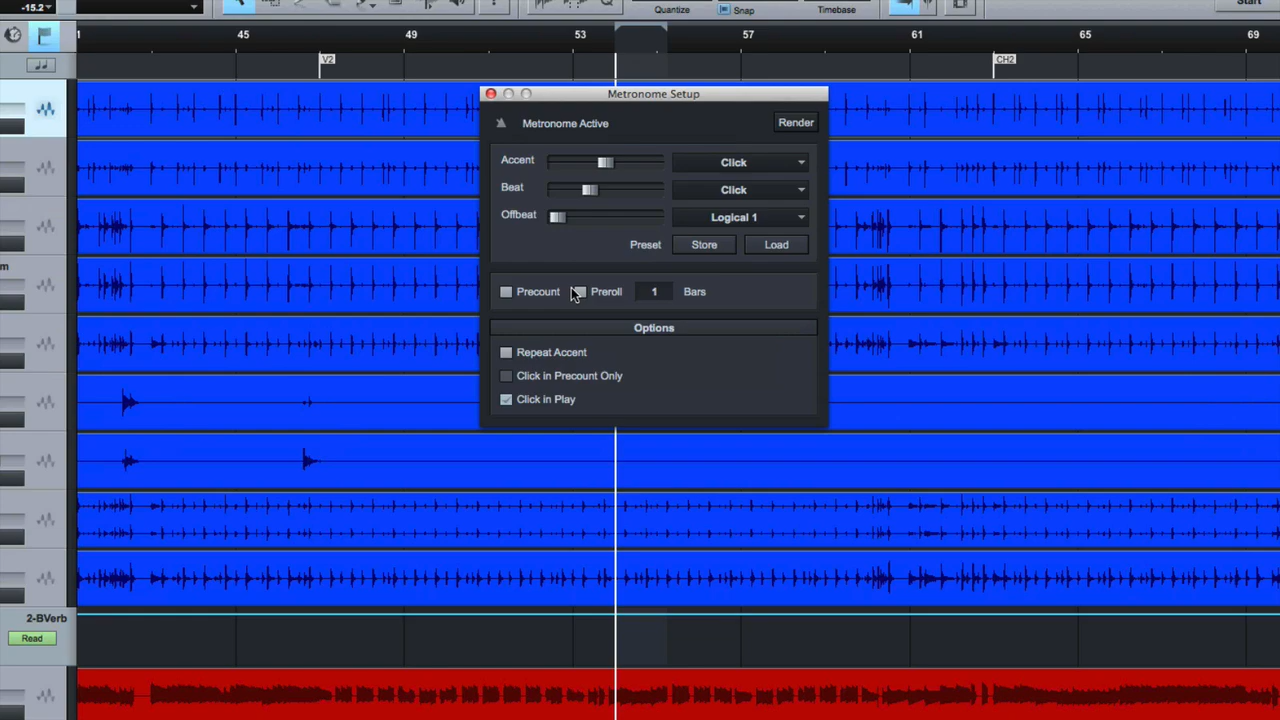 -15.2
Quantize
Snap
Timebase
Start
45 49 53 57 61 65 69
V2
CH2
Metronome Setup
Metronome Active
Render
Accent
Click
Beat
Click
Offbeat
Logical 1
Preset
Store
Load
Precount
Preroll
1
Bars
Options
Repeat Accent
Click in Precount Only
Click in Play
2-BVerb
Read